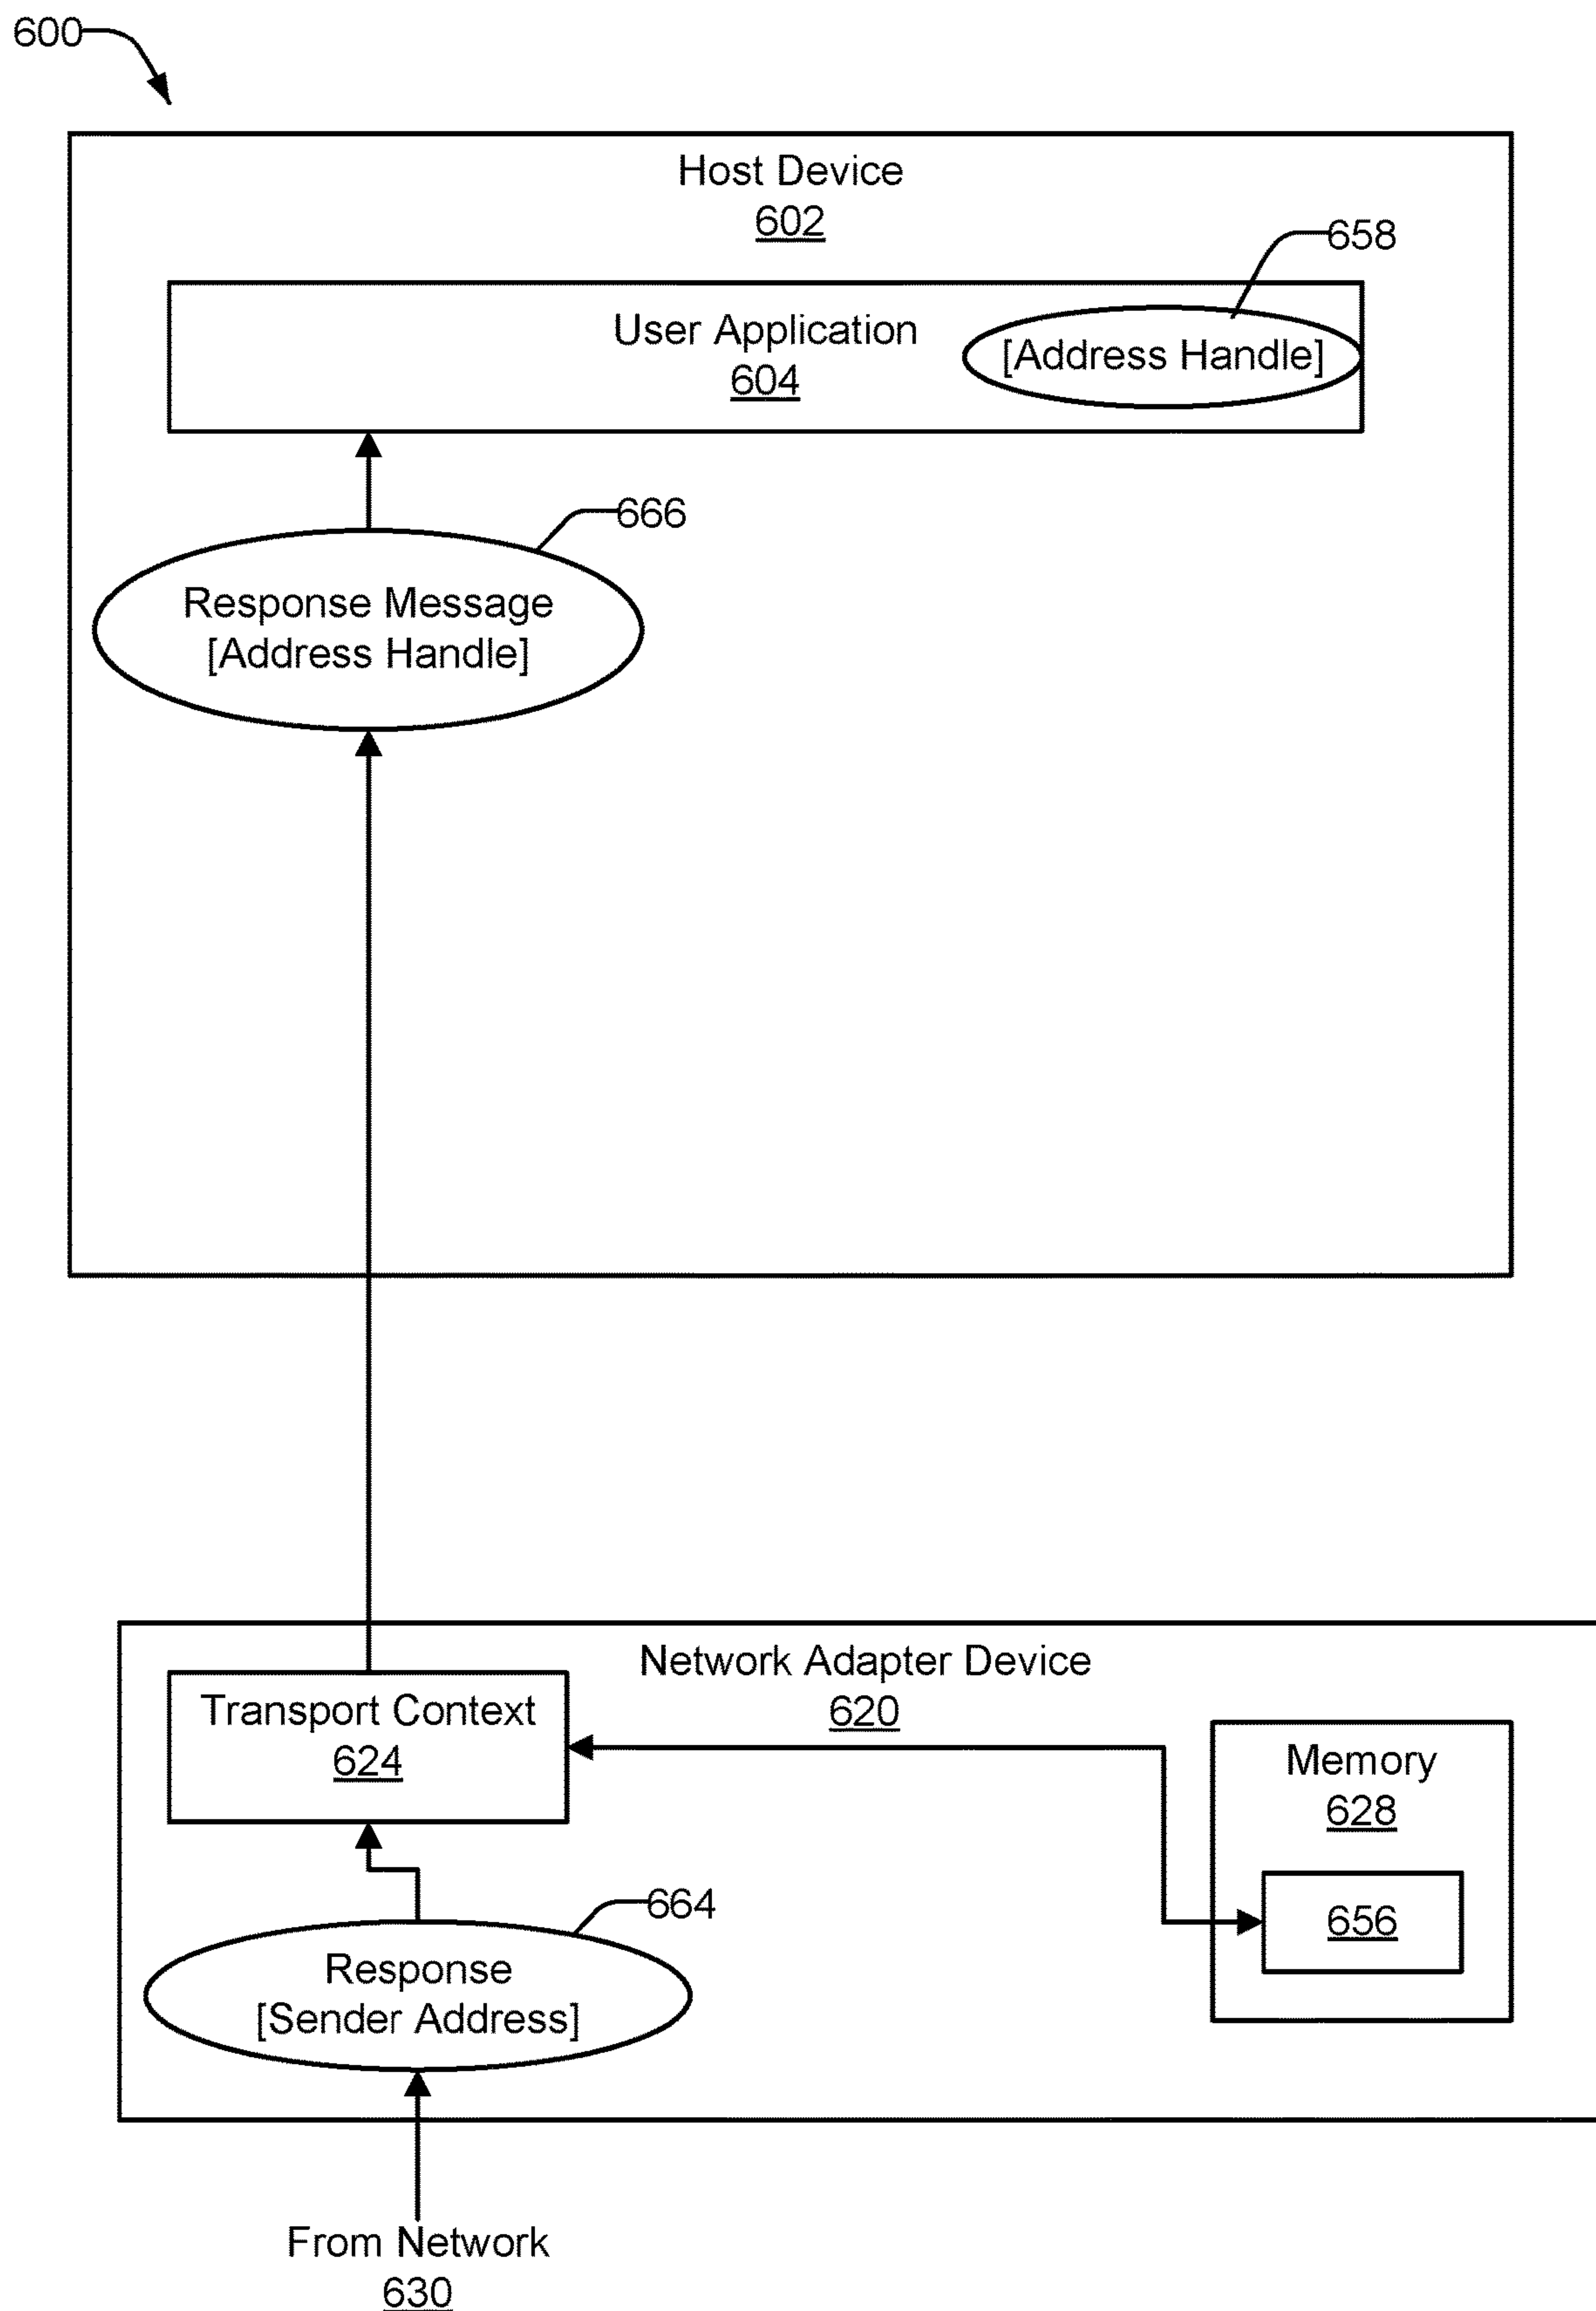 600
Host Device
602
658
User Application
604
[Address Handle]
666
Response Message
[Address Handle]
Network Adapter Device
620
Transport Context
624
Memory
628
656
664
Response
[Sender Address]
From Network
630